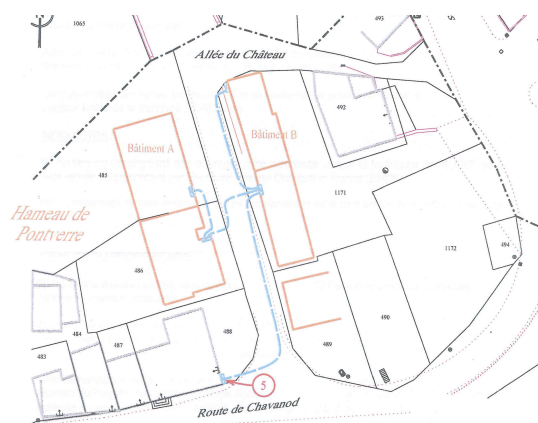 1065
493
Allée du Château
492
Bâtiment A
Bâtiment B
485
1171
Hameau de
Pontverre
1172
494
486
484
488
483
487
489
490
5
Route de Chavanod